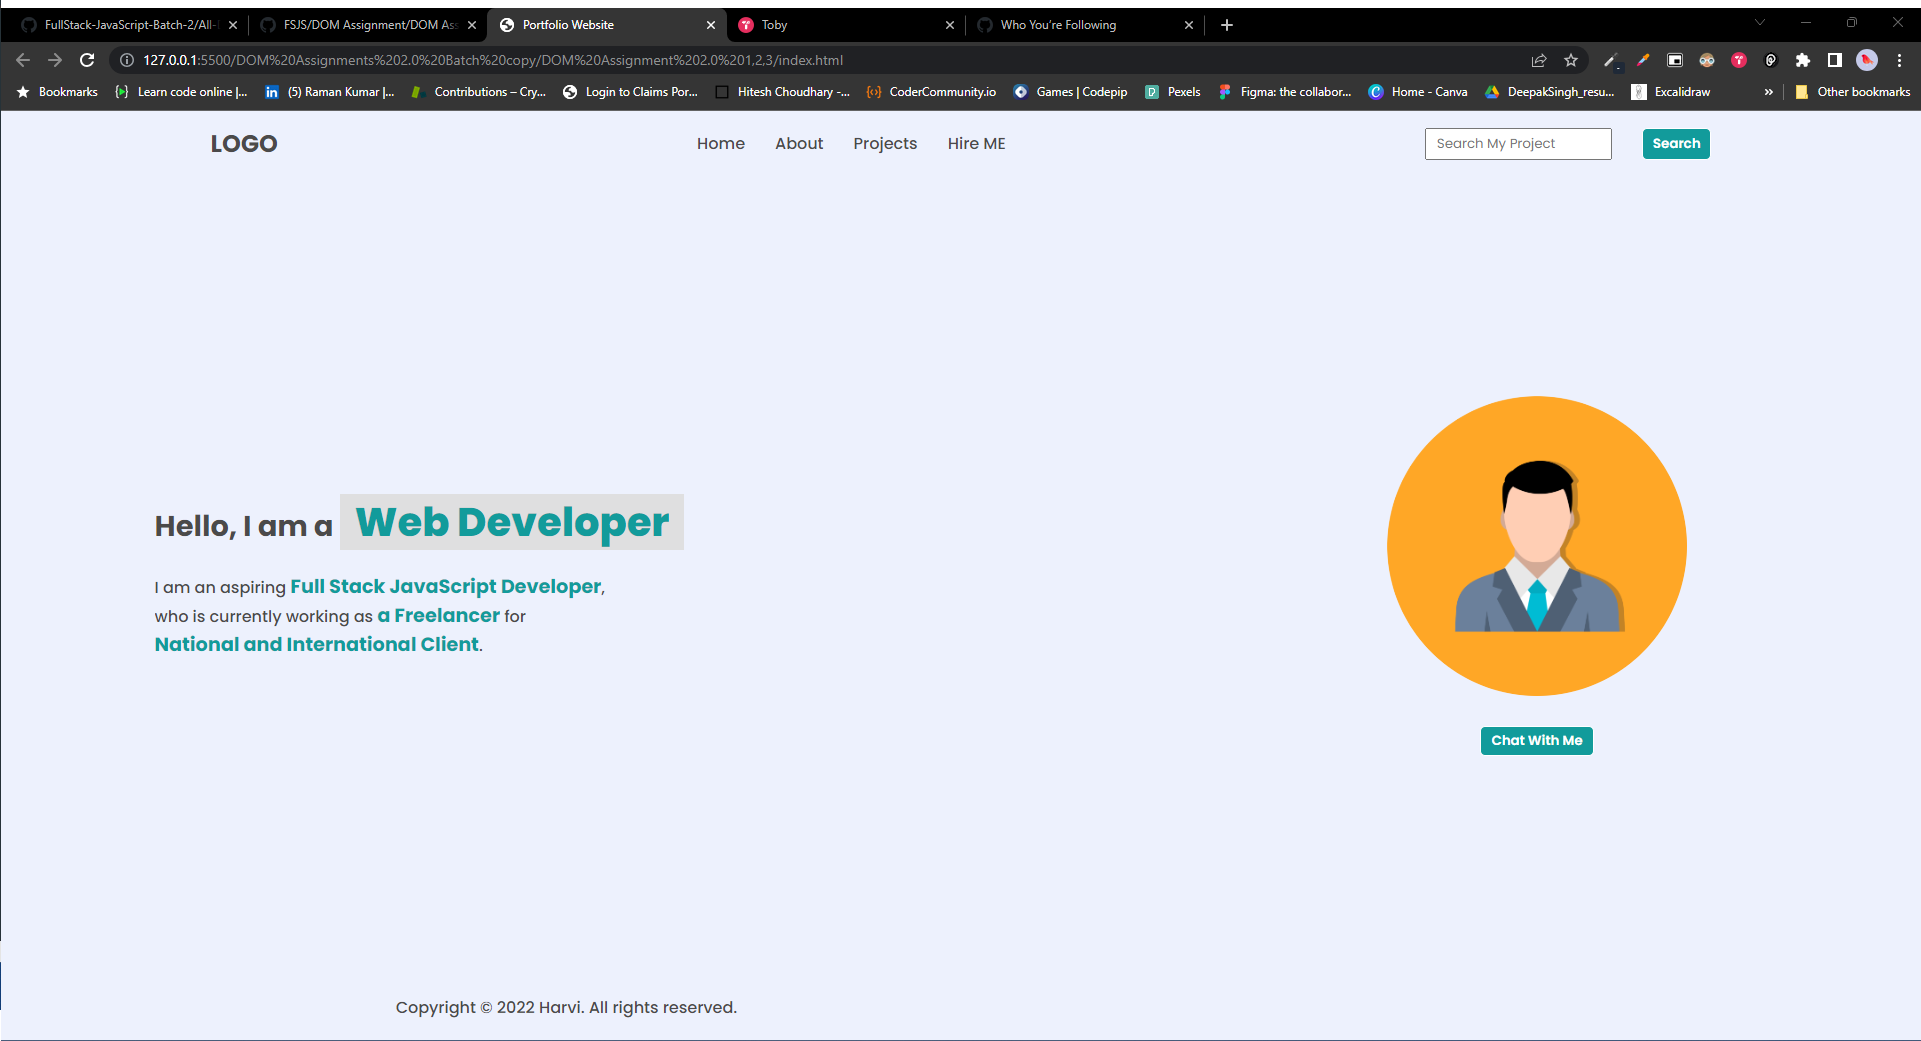 FullStack-JavaScript-Batch-2/All-
FSJS/DOM Assignment/DOM Ass
Portfolio Website
Toby
Who You're Following
127.0.0.1:5500/DOM%20Assignments%202.0%20Batch%20copy/DOM%20Assignment%202.0%201,2,3/index.html
Bookmarks
Learn code online |...
(5) Raman Kumar |...
Contributions – Cry...
Login to Claims Por...
Hitesh Choudhary -...
CoderCommunity.io
Games | Codepip
Pexels
Figma: the collabor...
Home - Canva
DeepakSingh_resu...
Excalidraw
»
Other bookmarks
LOGO
Home
About
Projects
Hire ME
Search My Project
Search
Hello, I am a Web Developer
I am an aspiring Full Stack JavaScript Developer,
who is currently working as a Freelancer for
National and International Client.
Chat With Me
Copyright © 2022 Harvi. All rights reserved.